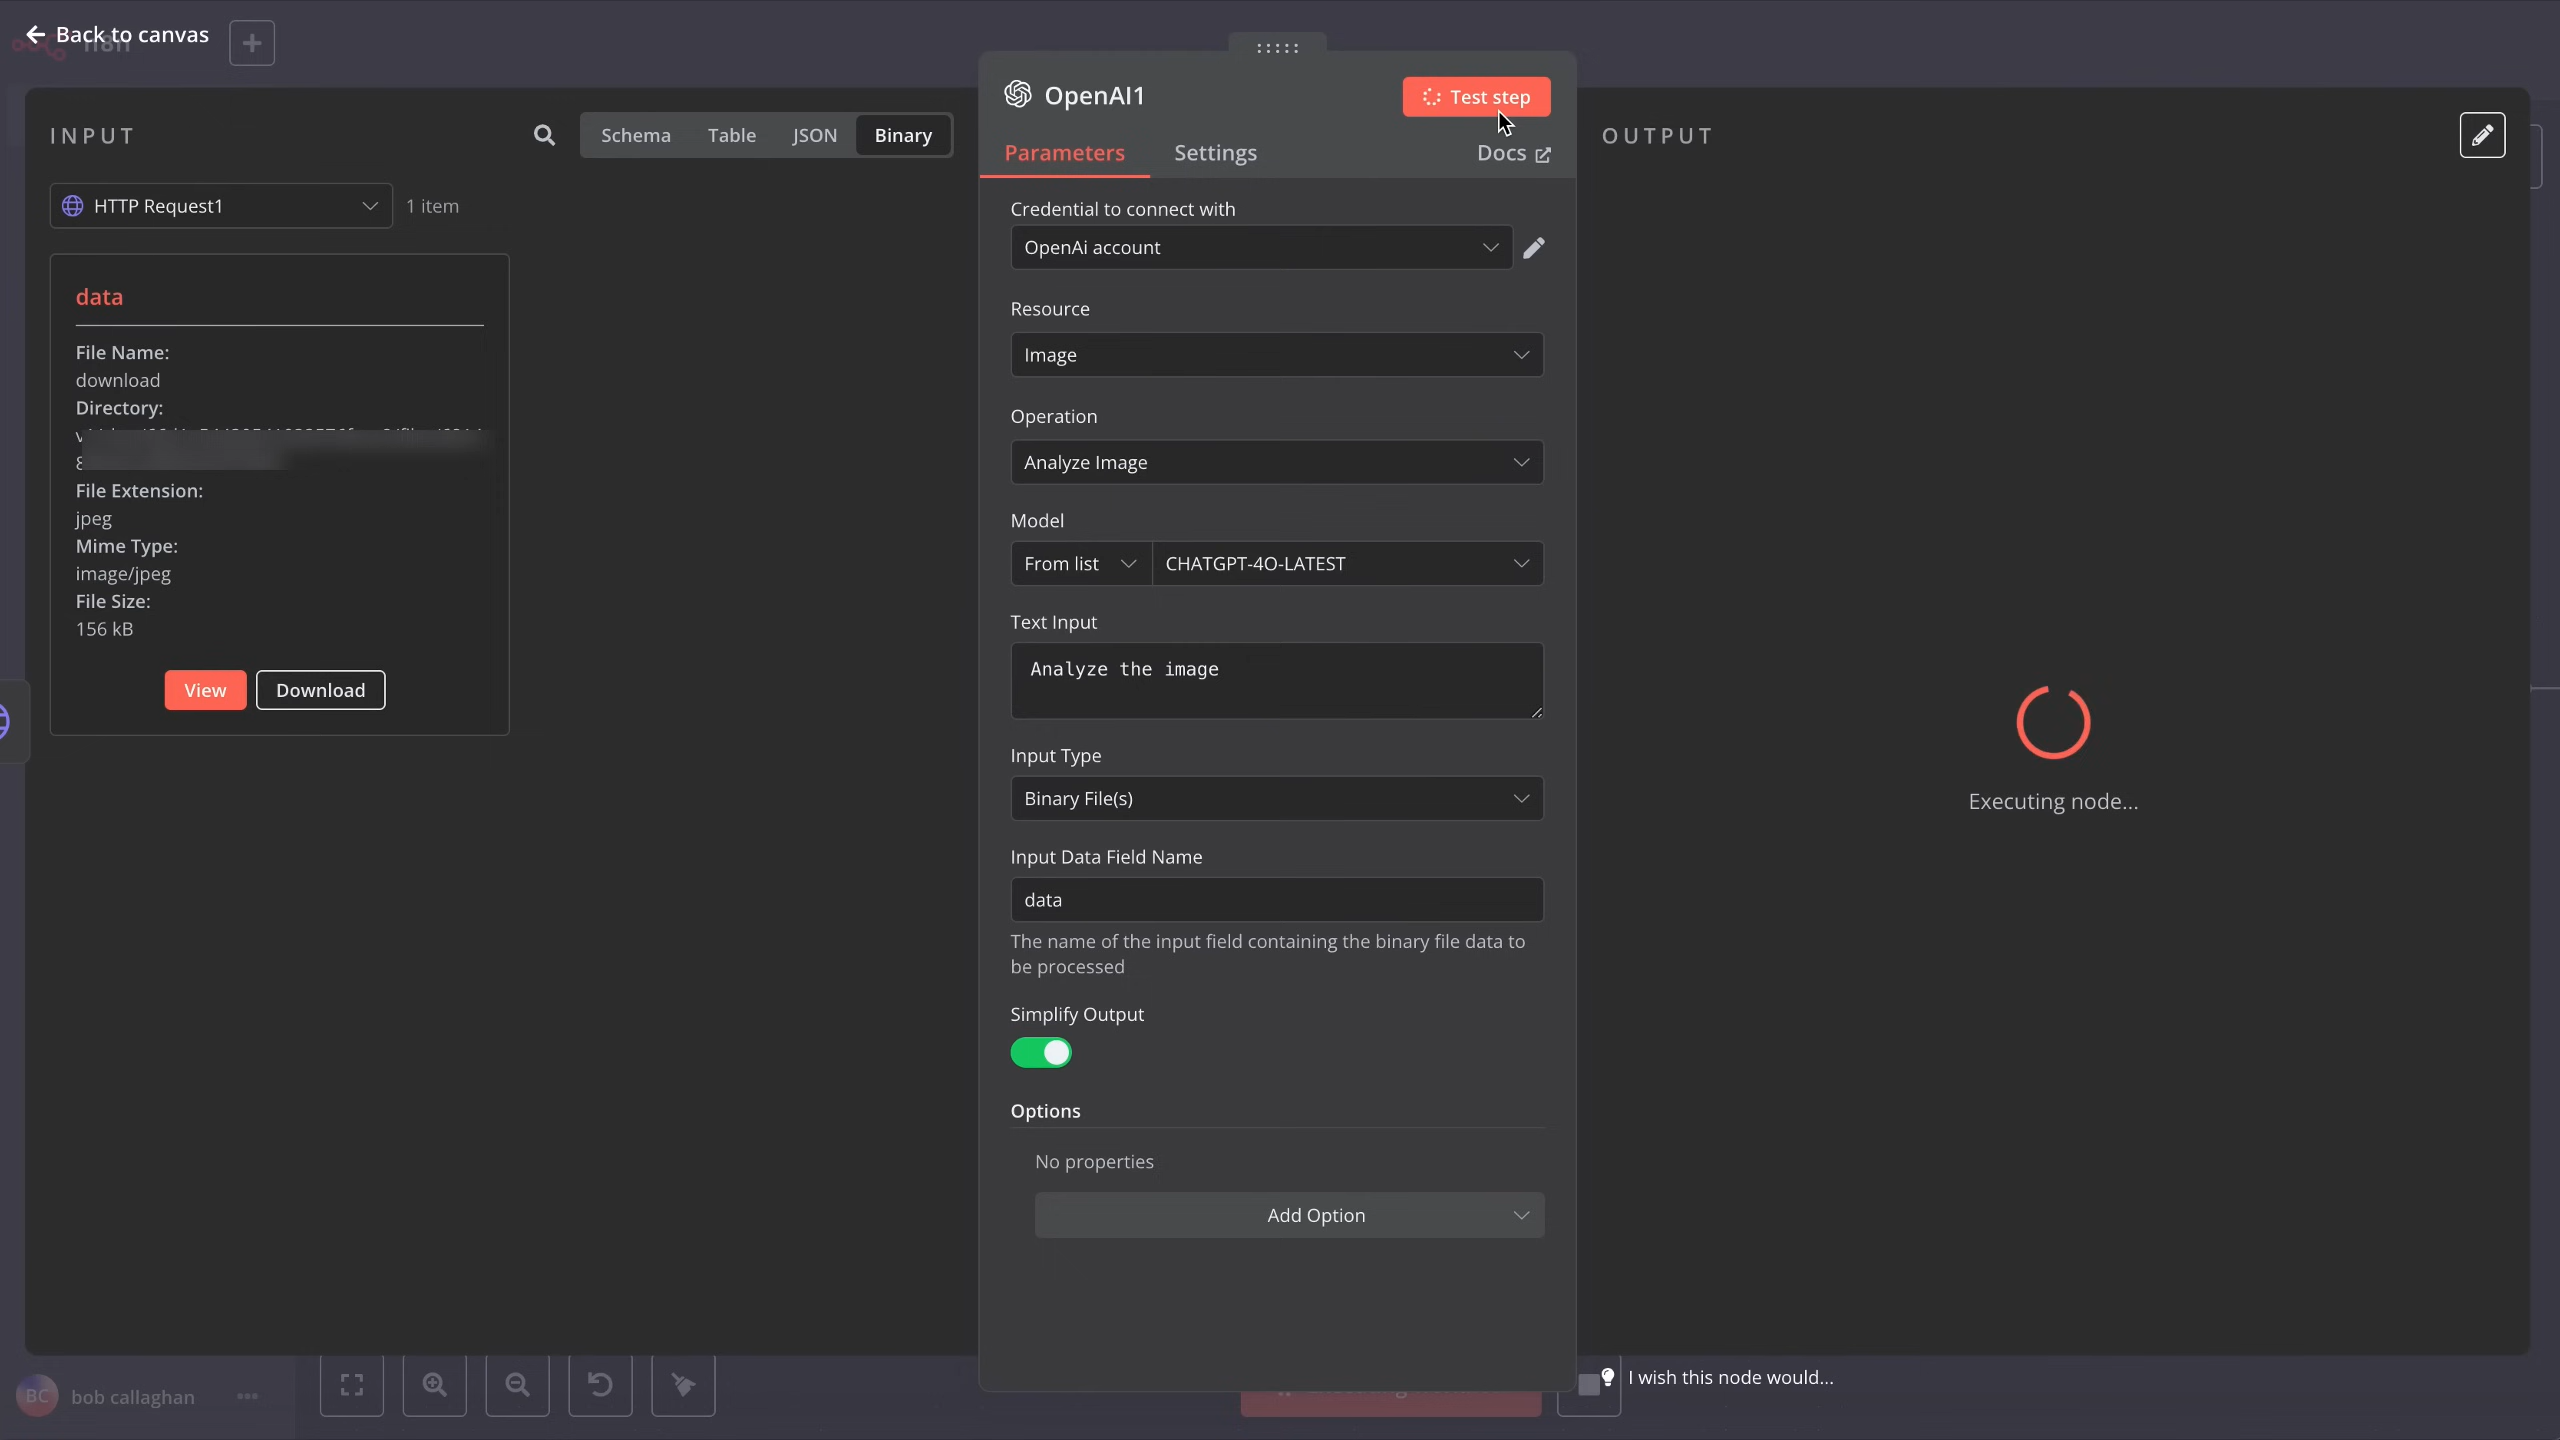 Back to canvas
n8n
INPUT
Schema
Table
JSON
Binary
HTTP Request1
1 item
data
File Name:
download
Directory:
File Extension:
jpeg
Mime Type:
image/jpeg
File Size:
156 kB
View
Download
OpenAI1
Test step
Parameters
Settings
Docs
Credential to connect with
OpenAi account
Resource
Image
Operation
Analyze Image
Model
From list
CHATGPT-4O-LATEST
Text Input
Analyze the image
Input Type
Binary File(s)
Input Data Field Name
data
The name of the input field containing the binary file data to
be processed
Simplify Output
Options
No properties
Add Option
OUTPUT
Executing node...
BC
bob callaghan
I wish this node would...